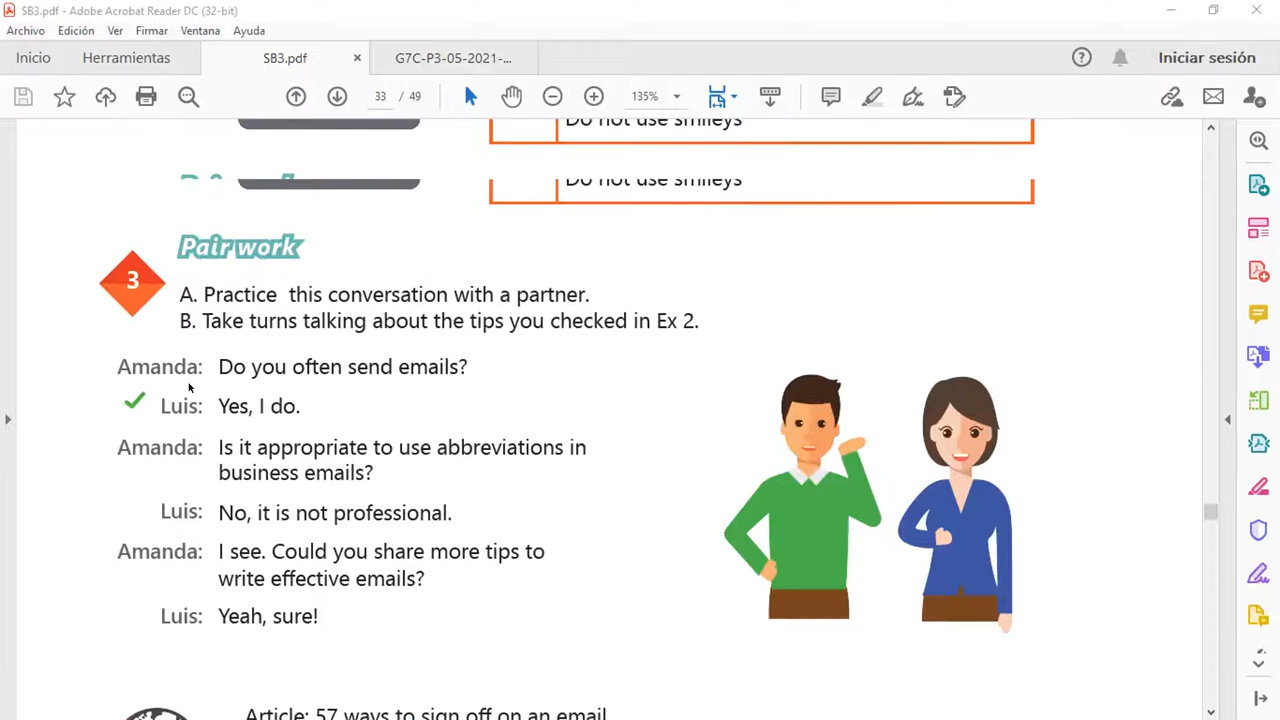 SB3.pdf - Adobe Acrobat Reader DC (32-bit)
Archivo Edición Ver Firmar Ventana Ayuda
Inicio Herramientas SB3.pdf × G7C-P3-05-2021-... Iniciar sesión
33 / 49 135%
Do not use smileys
Do not use smileys
Pair work
3
A. Practice this conversation with a partner.
B. Take turns talking about the tips you checked in Ex 2.
Amanda: Do you often send emails?
Luis: Yes, I do.
Amanda: Is it appropriate to use abbreviations in
business emails?
Luis: No, it is not professional.
Amanda: I see. Could you share more tips to
write effective emails?
Luis: Yeah, sure!
Article: 57 ways to sign off on an email